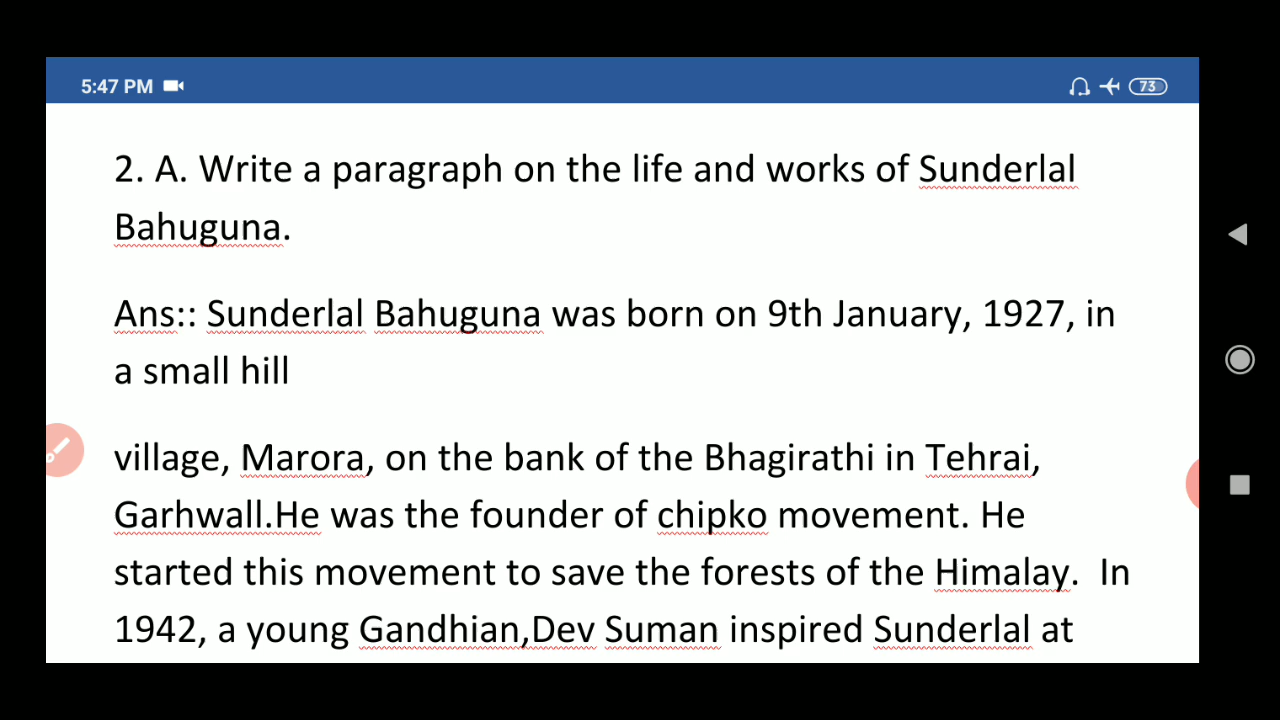 5:47 PM
73
2. A. Write a paragraph on the life and works of Sunderlal
Bahuguna.
Ans:: Sunderlal Bahuguna was born on 9th January, 1927, in
a small hill
village, Marora, on the bank of the Bhagirathi in Tehrai,
Garhwall.He was the founder of chipko movement. He
started this movement to save the forests of the Himalay.  In
1942, a young Gandhian,Dev Suman inspired Sunderlal at